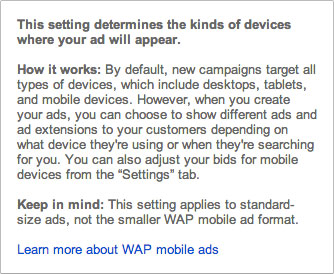 This setting determines the kinds of devices
where your ad will appear.
How it works: By default, new campaigns target all
types of devices, which include desktops, tablets,
and mobile devices. However, when you create
your ads, you can choose to show different ads and
ad extensions to your customers depending on
what device they're using or when they're searching
for you. You can also adjust your bids for mobile
devices from the “Settings” tab.
Keep in mind: This setting applies to standard-
size ads, not the smaller WAP mobile ad format.
Learn more about WAP mobile ads